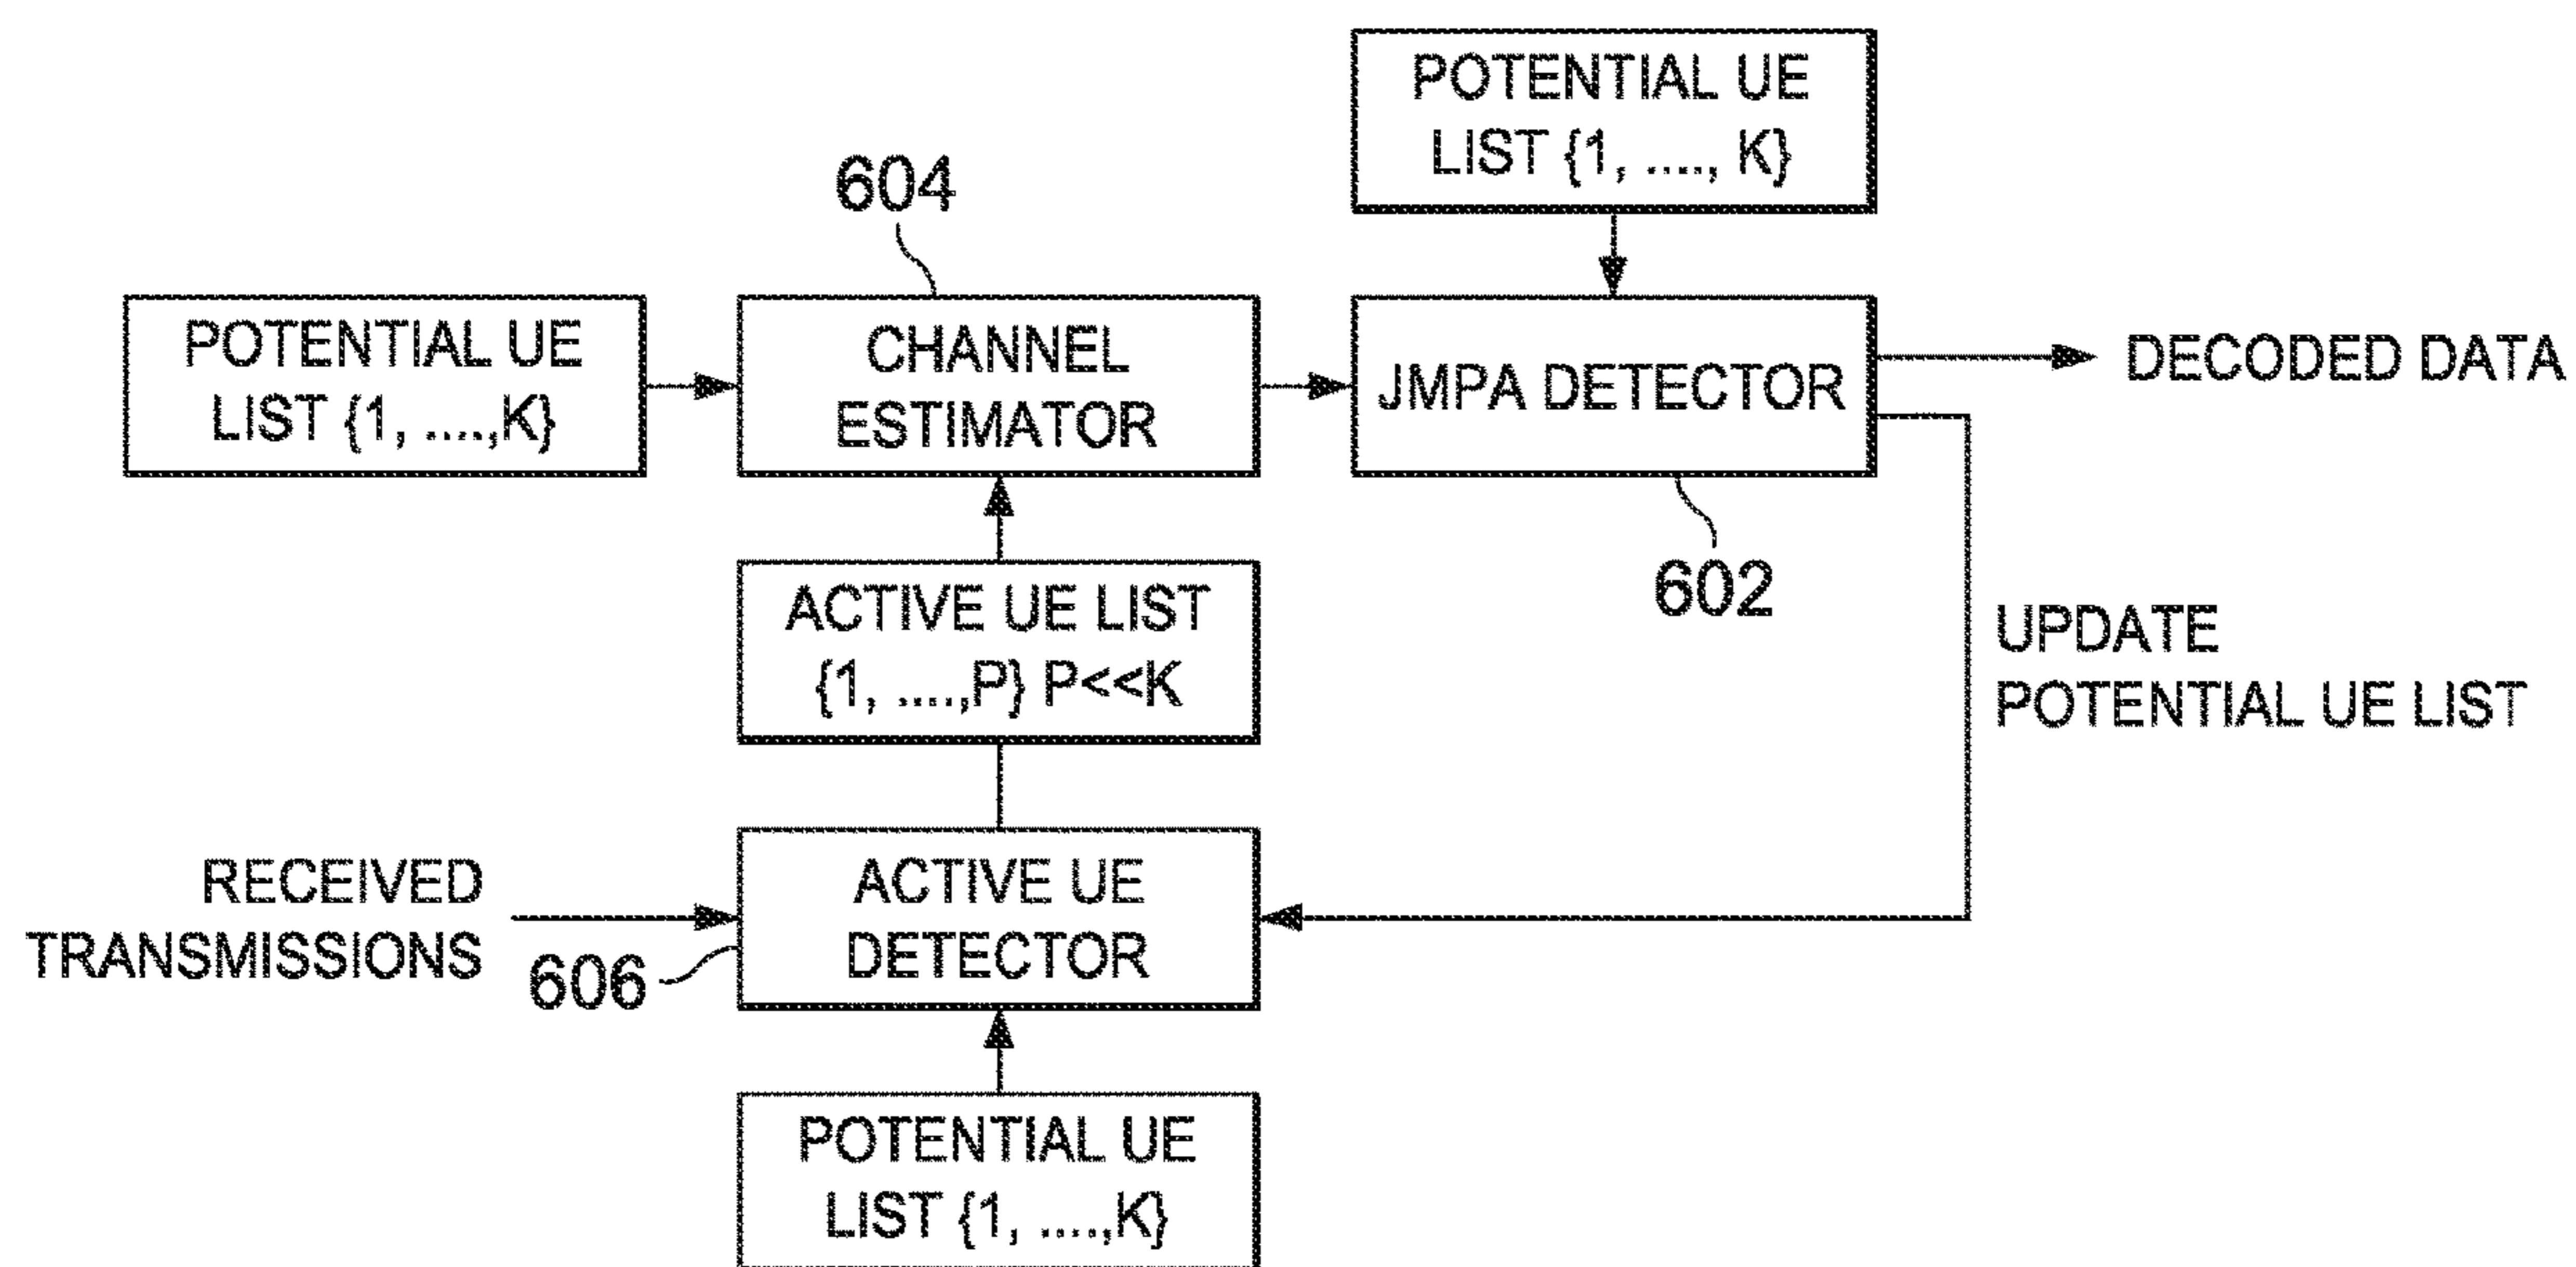 POTENTIAL UE
LIST {1, ...., K}
604
POTENTIAL UE
LIST {1, ....,K}
CHANNEL
ESTIMATOR
JMPA DETECTOR
DECODED DATA
602
ACTIVE UE LIST
{1, ....,P} P<<K
UPDATE
POTENTIAL UE LIST
RECEIVED
TRANSMISSIONS
606
ACTIVE UE
DETECTOR
POTENTIAL UE
LIST {1, ....,K}